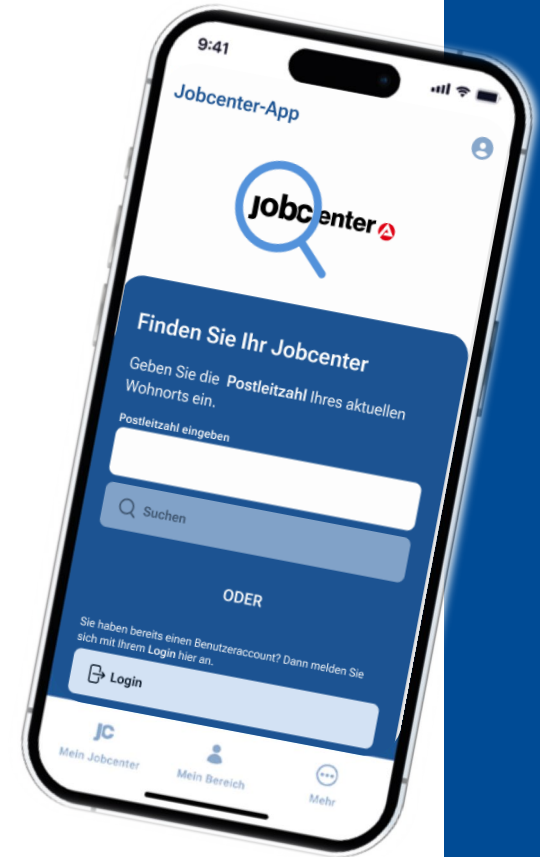 9:41
Jobcenter-App
jobcenter
Finden Sie Ihr Jobcenter
Geben Sie die Postleitzahl Ihres aktuellen
Wohnorts ein.
Postleitzahl eingeben
Suchen
ODER
Sie haben bereits einen Benutzeraccount? Dann melden Sie
sich mit Ihrem Login hier an.
Login
JC
Mein Jobcenter
Mein Bereich
Mehr